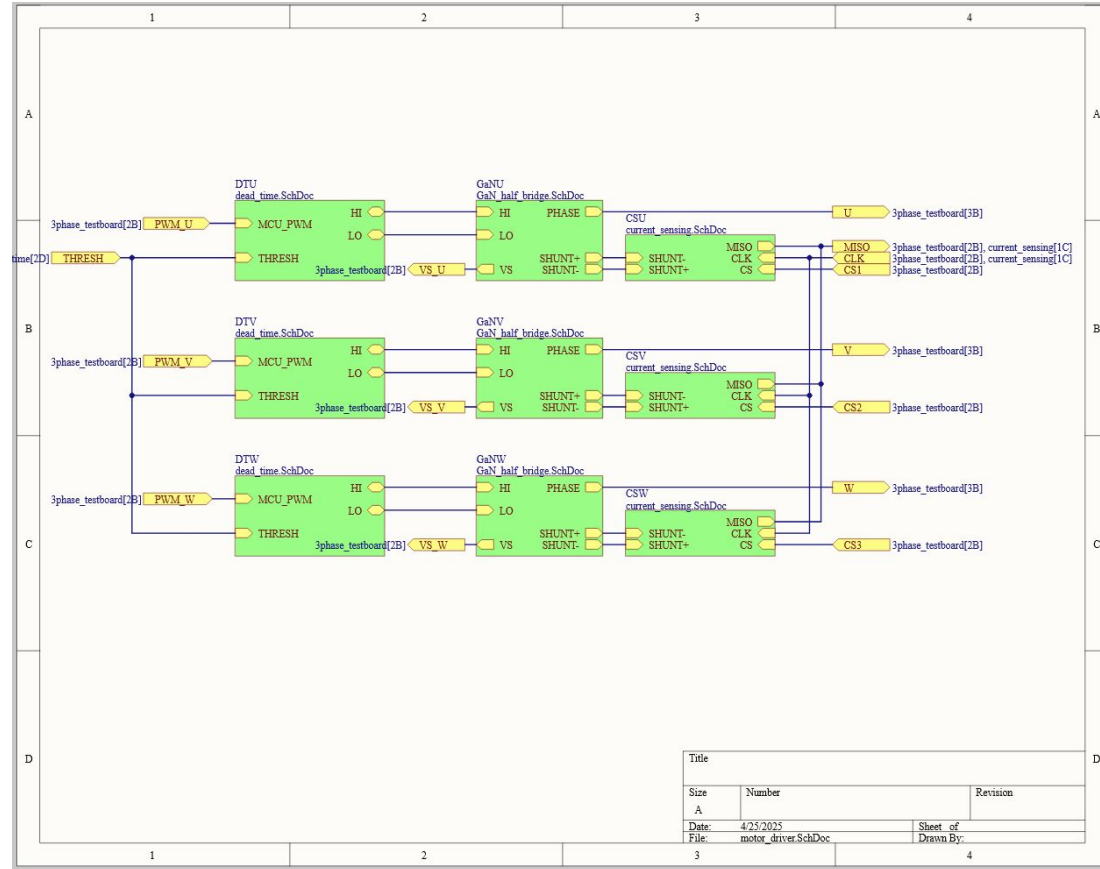 1 2 3 4
A A
DTU GaNU
dead_time.SchDoc GaN_half_bridge.SchDoc
CSU
HI HI PHASE U 3phase_testboard[3B]
current_sensing.SchDoc
3phase_testboard[2B] PWM_U MCU_PWM
LO LO
MISO MISO 3phase_testboard[2B], current_sensing[1C]
time[2D] THRESH THRESH SHUNT+ SHUNT- CLK CLK 3phase_testboard[2B], current_sensing[1C]
3phase_testboard[2B] VS_U VS SHUNT- SHUNT+ CS CS1 3phase_testboard[2B]
DTV GaNV
B B
dead_time.SchDoc GaN_half_bridge.SchDoc
HI HI PHASE V 3phase_testboard[3B]
CSV
3phase_testboard[2B] PWM_V MCU_PWM current_sensing.SchDoc
LO LO
MISO
THRESH SHUNT+ SHUNT- CLK
3phase_testboard[2B] VS_V VS SHUNT- SHUNT+ CS CS2 3phase_testboard[2B]
DTW GaNW
dead_time.SchDoc GaN_half_bridge.SchDoc
HI HI PHASE W 3phase_testboard[3B]
CSW
3phase_testboard[2B] PWM_W MCU_PWM current_sensing.SchDoc
LO LO
MISO
THRESH SHUNT+ SHUNT- CLK
C 3phase_testboard[2B] VS_W VS SHUNT- SHUNT+ CS CS3 3phase_testboard[2B] C
D D
Title
Size Number Revision
A
Date: 4/25/2025 Sheet of
File: motor_driver.SchDoc Drawn By:
1 2 3 4